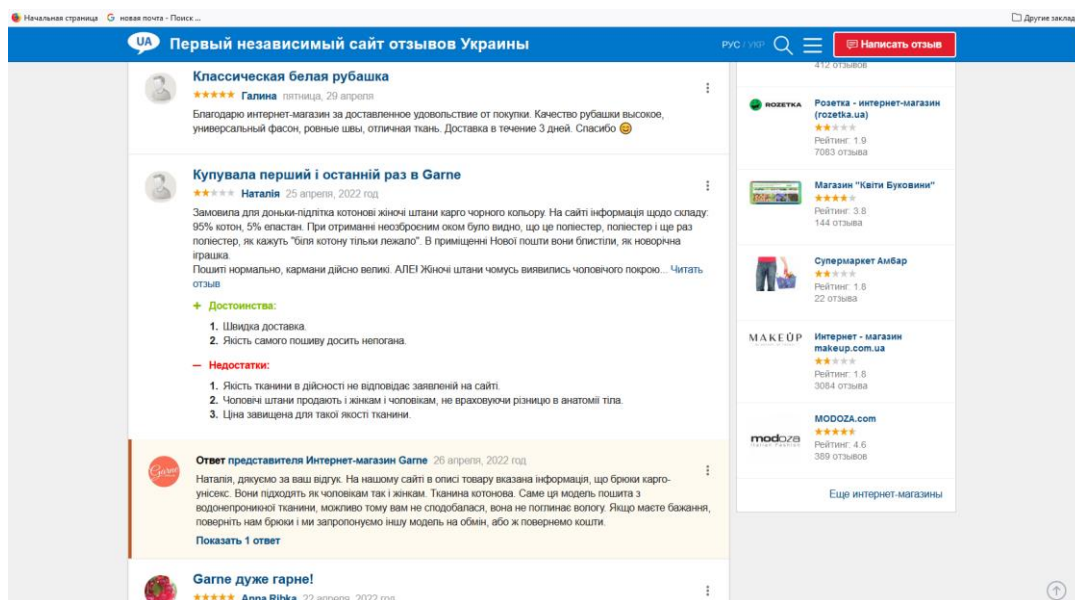 Начальная страница
новая почта - Поиск ...
Другие заклад
UA
Первый независимый сайт отзывов Украины
РУС / УКР
Написать отзыв
Классическая белая рубашка
Галина пятница, 29 апреля
Благодарю интернет-магазин за доставленное удовольствие от покупки. Качество рубашки высокое,
универсальный фасон, ровные швы, отличная ткань. Доставка в течение 3 дней. Спасибо 😊
Купувала перший і останній раз в Garne
Наталія 25 апреля, 2022 год
Замовила для доньки-підлітка котонові жіночі штани карго чорного кольору. На сайті інформація щодо складу:
95% котон, 5% еластан. При отриманні неозброєним оком було видно, що це поліестер, поліестер і ще раз
поліестер, як кажуть "біля котону тільки лежало". В приміщенні Нової пошти вони блистіли, як новорічна
іграшка.
Пошиті нормально, кармани дійсно великі. АЛЕ! Жіночі штани чомусь виявились чоловічого покрою... Читать
отзыв
+ Достоинства:
1. Швидка доставка.
2. Якість самого пошиву досить непогана.
— Недостатки:
1. Якість тканини в дійсності не відповідає заявленій на сайті.
2. Чоловічі штани продають і жінкам і чоловікам, не враховуючи різницю в анатомії тіла.
3. Ціна завищена для такої якості тканини.
Garne
Ответ представителя Интернет-магазин Garne 26 апреля, 2022 год
Наталія, дякуємо за ваш відгук. На нашому сайті в описі товару вказана інформація, що брюки карго-
унісекс. Вони підходять як чоловікам так і жінкам. Тканина котонова. Саме ця модель пошита з
водонепроникної тканини, можливо тому вам не сподобалася, вона не поглинає вологу. Якщо маєте бажання,
поверніть нам брюки і ми запропонуємо іншу модель на обмін, або ж повернемо кошти.
Показать 1 ответ
Garne дуже гарне!
Anna Ribka 22 апреля, 2022 год
412 отзывов
ROZETKA
Розетка - интернет-магазин
(rozetka.ua)
Рейтинг: 1.9
7083 отзыва
Магазин "Квіти Буковини"
Рейтинг: 3.8
144 отзыва
Супермаркет Амбар
Рейтинг: 1.8
22 отзыва
MAKEUP
Интернет - магазин
makeup.com.ua
Рейтинг: 1.8
3084 отзыва
modoza
MODOZA.com
Рейтинг: 4.6
389 отзывов
Еще интернет-магазины